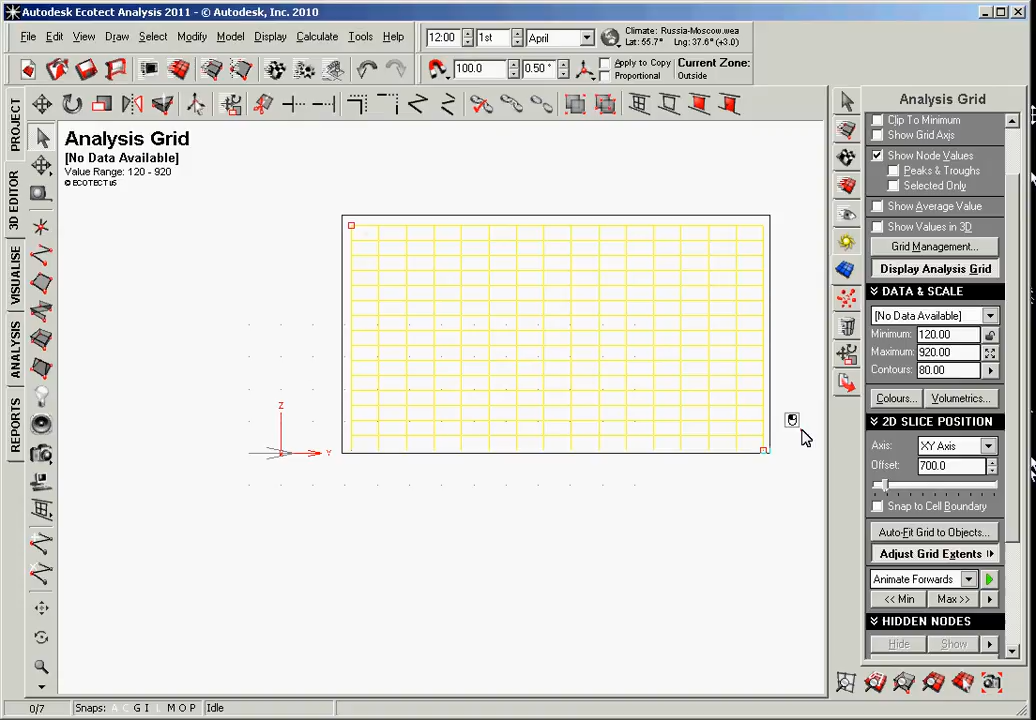 Autodesk Ecotect Analysis 2011 - © Autodesk, Inc. 2010
File Edit View Draw Select Modify Model Display Calculate Tools Help
12:00 1st April
Climate: Russia-Moscow.wea
Lat: 55.7° Lng: 37.6° (+3.0)
100.0 0.50 °
Apply to Copy
Proportional
Current Zone:
Outside
PROJECT
3D EDITOR
VISUALISE
ANALYSIS
REPORTS
Analysis Grid
[No Data Available]
Value Range: 120 - 920
© ECOTECT v5
Z
Y
Analysis Grid
Clip To Minimum
Show Grid Axis
Show Node Values
Peaks & Troughs
Selected Only
Show Average Value
Show Values in 3D
Grid Management...
Display Analysis Grid
DATA & SCALE
[No Data Available]
Minimum: 120.00
Maximum: 920.00
Contours: 80.00
Colours... Volumetrics...
2D SLICE POSITION
Axis: XY Axis
Offset: 700.0
Snap to Cell Boundary
Auto-Fit Grid to Objects...
Adjust Grid Extents
Animate Forwards
<< Min Max >>
HIDDEN NODES
Hide Show
0/7 Snaps: A C G I L M O P Idle